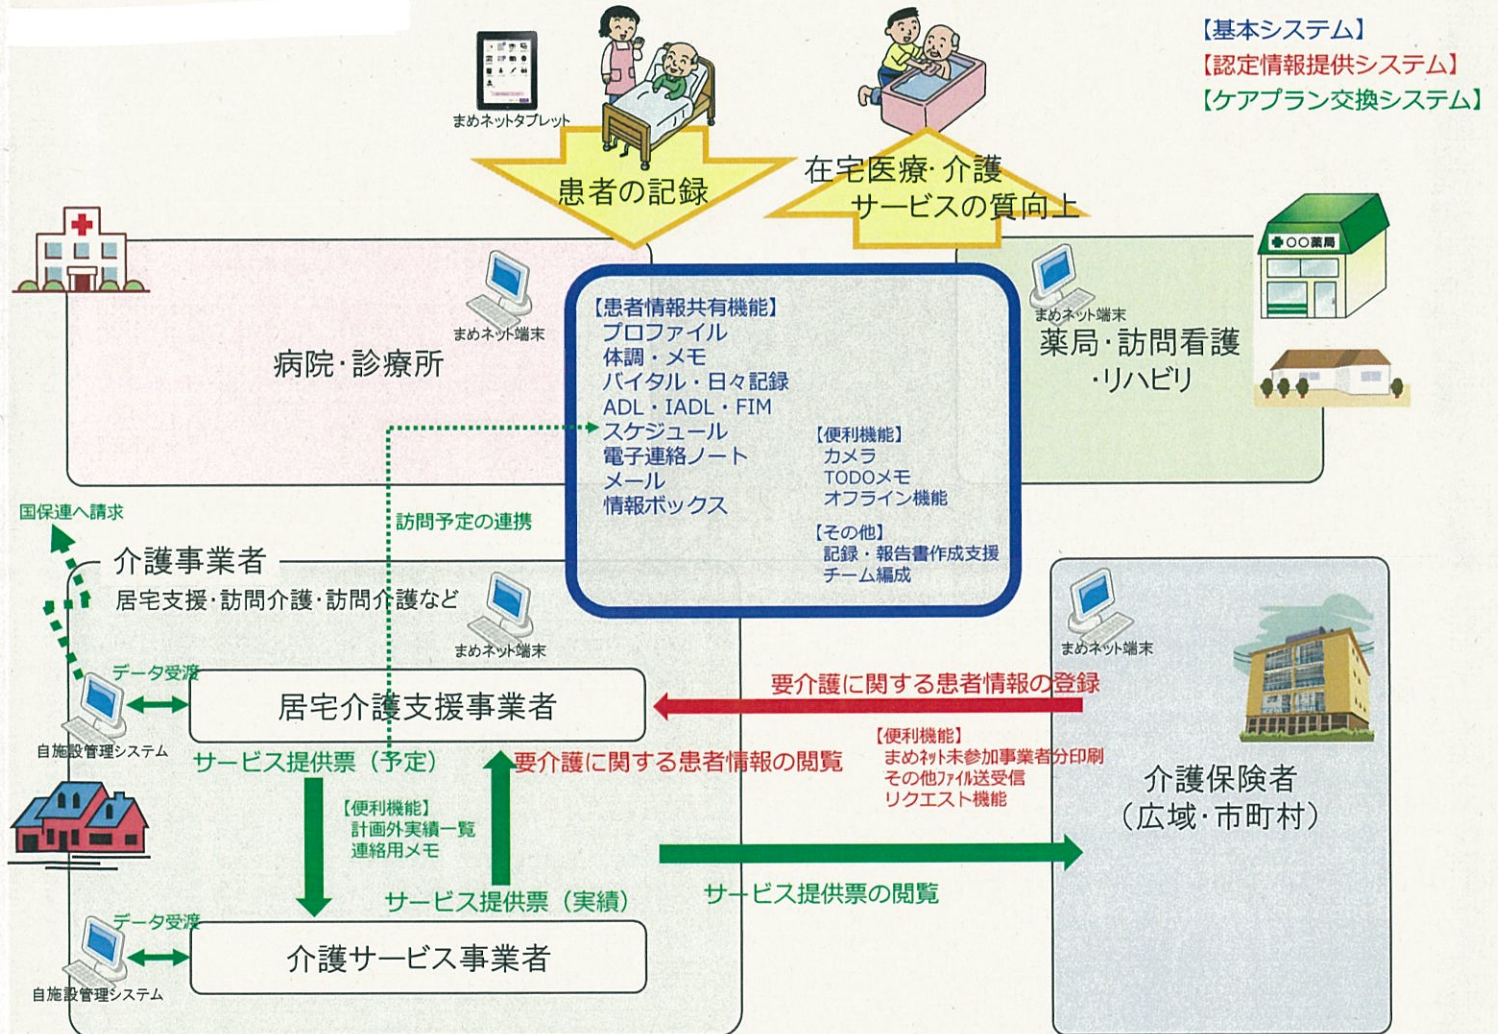 【基本システム】
【認定情報提供システム】
【ケアプラン交換システム】
まめネットタブレット
患者の記録
在宅医療・介護
サービスの質向上
〇〇薬局
まめネット端末
病院・診療所
【患者情報共有機能】
プロファイル
体調・メモ
バイタル・日々記録
ADL・IADL・FIM
スケジュール
電子連絡ノート
メール
情報ボックス
【便利機能】
カメラ
TODOメモ
オフライン機能
【その他】
記録・報告書作成支援
チーム編成
まめネット端末
薬局・訪問看護
・リハビリ
国保連へ請求
訪問予定の連携
介護事業者
居宅支援・訪問介護・訪問介護など
まめネット端末
データ受渡
自施設管理システム
居宅介護支援事業者
サービス提供票（予定）
要介護に関する患者情報の登録
要介護に関する患者情報の閲覧
【便利機能】
まめネット未参加事業者分印刷
その他ファイル送受信
リクエスト機能
まめネット端末
介護保険者
（広域・市町村）
【便利機能】
計画外実績一覧
連絡用メモ
サービス提供票（実績）
サービス提供票の閲覧
データ受渡
自施設管理システム
介護サービス事業者